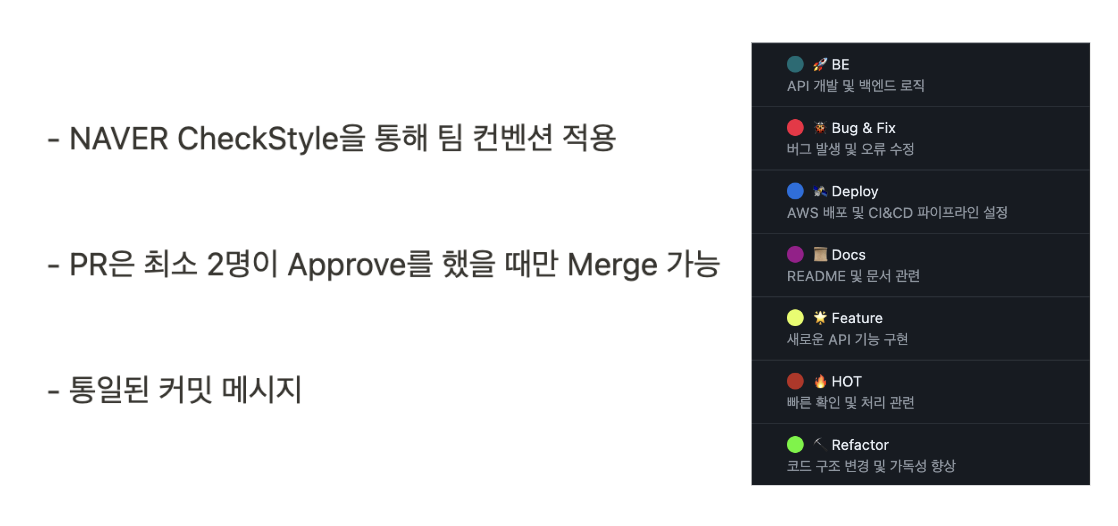 - NAVER CheckStyle을 통해 팀 컨벤션 적용
- PR은 최소 2명이 Approve를 했을 때만 Merge 가능
- 통일된 커밋 메시지
🚀 BE
API 개발 및 백엔드 로직
🐞 Bug & Fix
버그 발생 및 오류 수정
🛰 Deploy
AWS 배포 및 CI&CD 파이프라인 설정
📜 Docs
README 및 문서 관련
🌟 Feature
새로운 API 기능 구현
🔥 HOT
빠른 확인 및 처리 관련
⛏ Refactor
코드 구조 변경 및 가독성 향상